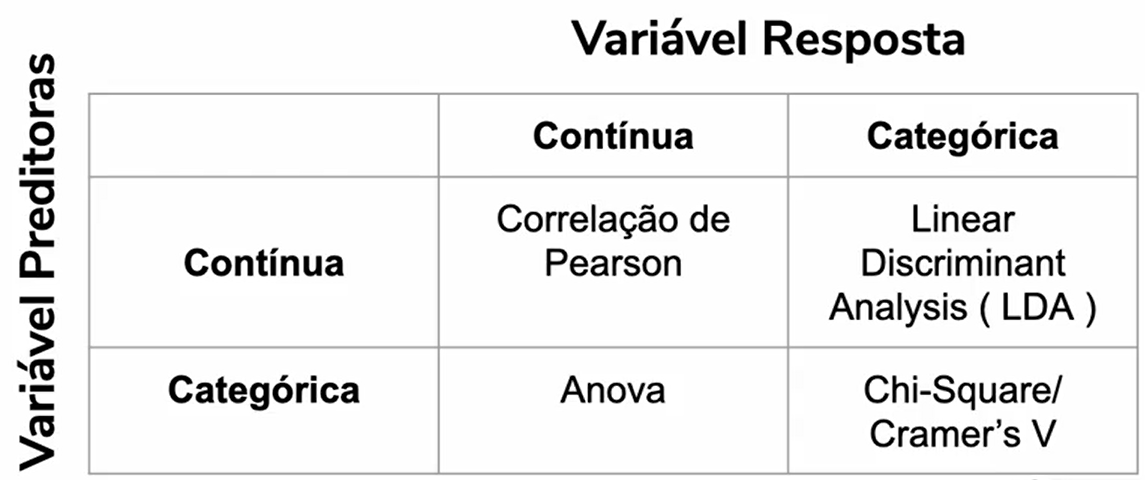 Variável Resposta
Variável Preditoras
Contínua
Categórica
Contínua
Correlação de
Pearson
Linear
Discriminant
Analysis ( LDA )
Categórica
Anova
Chi-Square/
Cramer's V